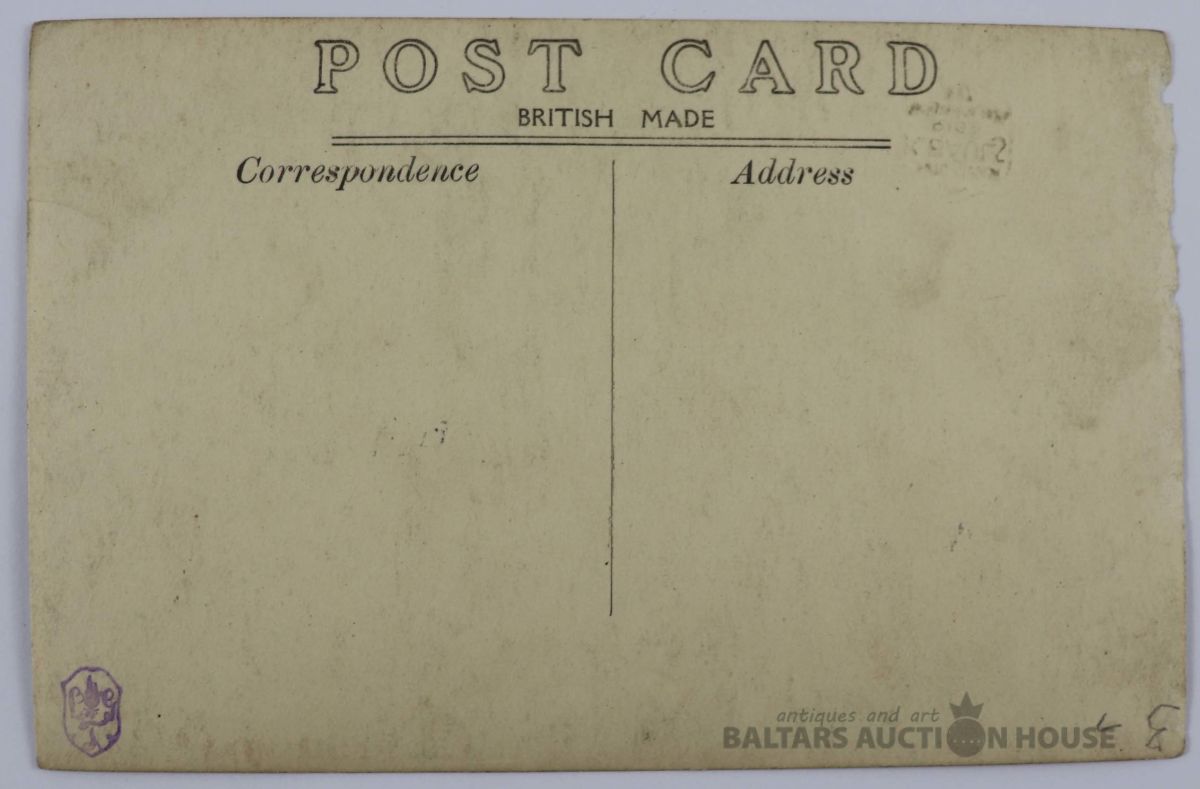 POST CARD
BRITISH MADE
Correspondence
Address
antiques and art
BALTARS AUCTION HOUSE